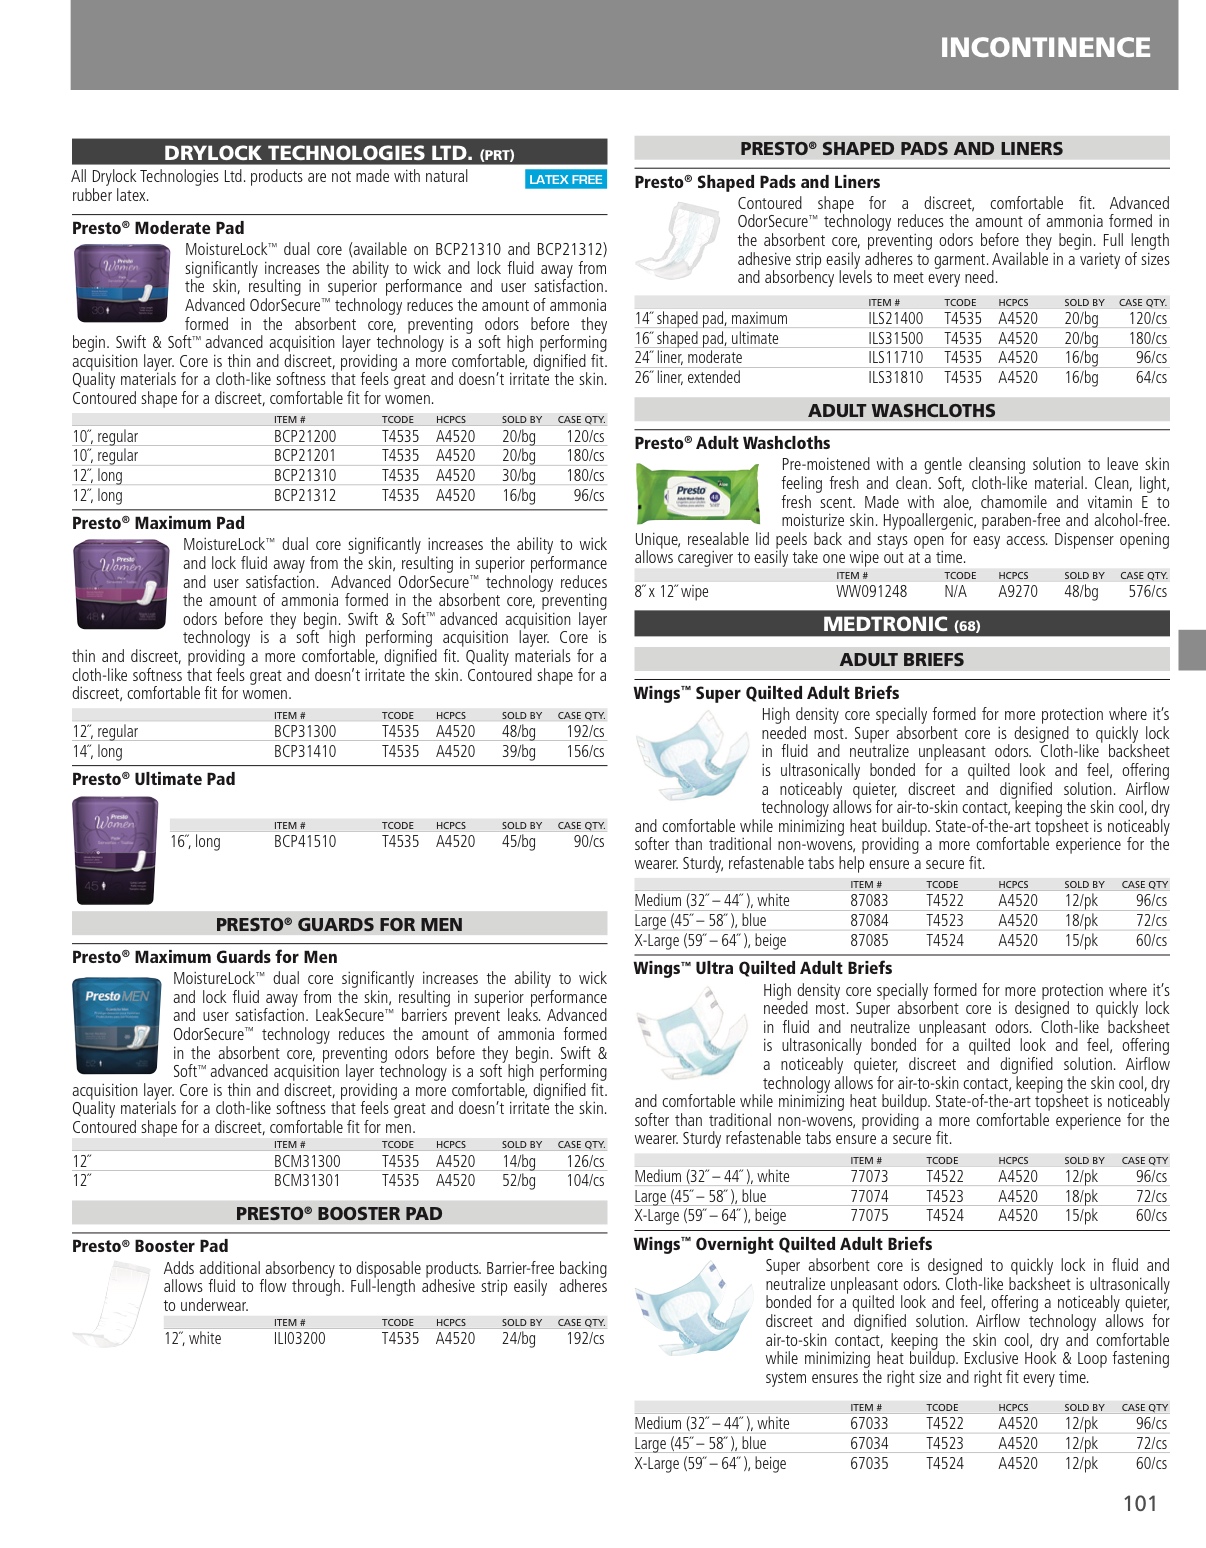 INCONTINENCE
DRYLOCK TECHNOLOGIES LTD. (PRT)
All Drylock Technologies Ltd. products are not made with natural
rubber latex.
LATEX FREE
Presto® Moderate Pad
MoistureLock™ dual core (available on BCP21310 and BCP21312)
significantly increases the ability to wick and lock fluid away from
the skin, resulting in superior performance and user satisfaction.
Advanced OdorSecure™ technology reduces the amount of ammonia
formed in the absorbent core, preventing odors before they
begin. Swift & Soft™ advanced acquisition layer technology is a soft high performing
acquisition layer. Core is thin and discreet, providing a more comfortable, dignified fit.
Quality materials for a cloth-like softness that feels great and doesn’t irritate the skin.
Contoured shape for a discreet, comfortable fit for women.
ITEM # TCODE HCPCS SOLD BY CASE QTY.
10˝, regular BCP21200 T4535 A4520 20/bg 120/cs
10˝, regular BCP21201 T4535 A4520 20/bg 180/cs
12˝, long BCP21310 T4535 A4520 30/bg 180/cs
12˝, long BCP21312 T4535 A4520 16/bg 96/cs
Presto® Maximum Pad
MoistureLock™ dual core significantly increases the ability to wick
and lock fluid away from the skin, resulting in superior performance
and user satisfaction. Advanced OdorSecure™ technology reduces
the amount of ammonia formed in the absorbent core, preventing
odors before they begin. Swift & Soft™ advanced acquisition layer
technology is a soft high performing acquisition layer. Core is
thin and discreet, providing a more comfortable, dignified fit. Quality materials for a
cloth-like softness that feels great and doesn’t irritate the skin. Contoured shape for a
discreet, comfortable fit for women.
ITEM # TCODE HCPCS SOLD BY CASE QTY.
12˝, regular BCP31300 T4535 A4520 48/bg 192/cs
14˝, long BCP31410 T4535 A4520 39/bg 156/cs
Presto® Ultimate Pad
Presto
Women
ITEM # TCODE HCPCS SOLD BY CASE QTY.
16˝, long BCP41510 T4535 A4520 45/bg 90/cs
PRESTO® GUARDS FOR MEN
Presto® Maximum Guards for Men
Presto MEN
MoistureLock™ dual core significantly increases the ability to wick
and lock fluid away from the skin, resulting in superior performance
and user satisfaction. LeakSecure™ barriers prevent leaks. Advanced
OdorSecure™ technology reduces the amount of ammonia formed
in the absorbent core, preventing odors before they begin. Swift &
Soft™ advanced acquisition layer technology is a soft high performing
acquisition layer. Core is thin and discreet, providing a more comfortable, dignified fit.
Quality materials for a cloth-like softness that feels great and doesn’t irritate the skin.
Contoured shape for a discreet, comfortable fit for men.
ITEM # TCODE HCPCS SOLD BY CASE QTY.
12˝ BCM31300 T4535 A4520 14/bg 126/cs
12˝ BCM31301 T4535 A4520 52/bg 104/cs
PRESTO® BOOSTER PAD
Presto® Booster Pad
Adds additional absorbency to disposable products. Barrier-free backing
allows fluid to flow through. Full-length adhesive strip easily adheres
to underwear.
ITEM # TCODE HCPCS SOLD BY CASE QTY.
12˝, white ILI03200 T4535 A4520 24/bg 192/cs
PRESTO® SHAPED PADS AND LINERS
Presto® Shaped Pads and Liners
Contoured shape for a discreet, comfortable fit. Advanced
OdorSecure™ technology reduces the amount of ammonia formed in
the absorbent core, preventing odors before they begin. Full length
adhesive strip easily adheres to garment. Available in a variety of sizes
and absorbency levels to meet every need.
ITEM # TCODE HCPCS SOLD BY CASE QTY.
14˝ shaped pad, maximum ILS21400 T4535 A4520 20/bg 120/cs
16˝ shaped pad, ultimate ILS31500 T4535 A4520 20/bg 180/cs
24˝ liner, moderate ILS11710 T4535 A4520 16/bg 96/cs
26˝ liner, extended ILS31810 T4535 A4520 16/bg 64/cs
ADULT WASHCLOTHS
Presto® Adult Washcloths
Presto
Pre-moistened with a gentle cleansing solution to leave skin
feeling fresh and clean. Soft, cloth-like material. Clean, light,
fresh scent. Made with aloe, chamomile and vitamin E to
moisturize skin. Hypoallergenic, paraben-free and alcohol-free.
Unique, resealable lid peels back and stays open for easy access. Dispenser opening
allows caregiver to easily take one wipe out at a time.
ITEM # TCODE HCPCS SOLD BY CASE QTY.
8˝ x 12˝ wipe WW091248 N/A A9270 48/bg 576/cs
MEDTRONIC (68)
ADULT BRIEFS
Wings™ Super Quilted Adult Briefs
High density core specially formed for more protection where it’s
needed most. Super absorbent core is designed to quickly lock
in fluid and neutralize unpleasant odors. Cloth-like backsheet
is ultrasonically bonded for a quilted look and feel, offering
a noticeably quieter, discreet and dignified solution. Airflow
technology allows for air-to-skin contact, keeping the skin cool, dry
and comfortable while minimizing heat buildup. State-of-the-art topsheet is noticeably
softer than traditional non-wovens, providing a more comfortable experience for the
wearer. Sturdy, refastenable tabs help ensure a secure fit.
ITEM # TCODE HCPCS SOLD BY CASE QTY
Medium (32˝ – 44˝ ), white 87083 T4522 A4520 12/pk 96/cs
Large (45˝ – 58˝ ), blue 87084 T4523 A4520 18/pk 72/cs
X-Large (59˝ – 64˝ ), beige 87085 T4524 A4520 15/pk 60/cs
Wings™ Ultra Quilted Adult Briefs
High density core specially formed for more protection where it’s
needed most. Super absorbent core is designed to quickly lock
in fluid and neutralize unpleasant odors. Cloth-like backsheet
is ultrasonically bonded for a quilted look and feel, offering
a noticeably quieter, discreet and dignified solution. Airflow
technology allows for air-to-skin contact, keeping the skin cool, dry
and comfortable while minimizing heat buildup. State-of-the-art topsheet is noticeably
softer than traditional non-wovens, providing a more comfortable experience for the
wearer. Sturdy refastenable tabs ensure a secure fit.
ITEM # TCODE HCPCS SOLD BY CASE QTY
Medium (32˝ – 44˝ ), white 77073 T4522 A4520 12/pk 96/cs
Large (45˝ – 58˝ ), blue 77074 T4523 A4520 18/pk 72/cs
X-Large (59˝ – 64˝ ), beige 77075 T4524 A4520 15/pk 60/cs
Wings™ Overnight Quilted Adult Briefs
Super absorbent core is designed to quickly lock in fluid and
neutralize unpleasant odors. Cloth-like backsheet is ultrasonically
bonded for a quilted look and feel, offering a noticeably quieter,
discreet and dignified solution. Airflow technology allows for
air-to-skin contact, keeping the skin cool, dry and comfortable
while minimizing heat buildup. Exclusive Hook & Loop fastening
system ensures the right size and right fit every time.
ITEM # TCODE HCPCS SOLD BY CASE QTY
Medium (32˝ – 44˝ ), white 67033 T4522 A4520 12/pk 96/cs
Large (45˝ – 58˝ ), blue 67034 T4523 A4520 12/pk 72/cs
X-Large (59˝ – 64˝ ), beige 67035 T4524 A4520 12/pk 60/cs
101